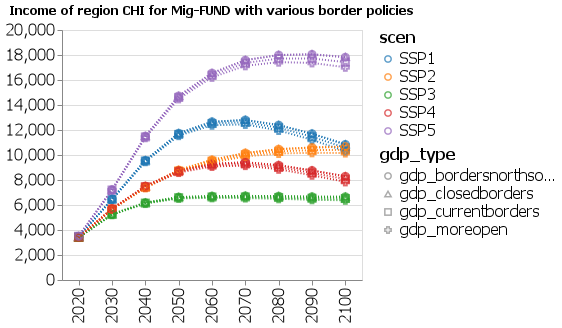 Income of region CHI for Mig-FUND with various border policies
20,000
18,000
16,000
14,000
12,000
10,000
8,000
6,000
4,000
2,000
0
2020
2030
2040
2050
2060
2070
2080
2090
2100
scen
SSP1
SSP2
SSP3
SSP4
SSP5
gdp_type
gdp_bordersnorthso...
gdp_closedborders
gdp_currentborders
gdp_moreopen